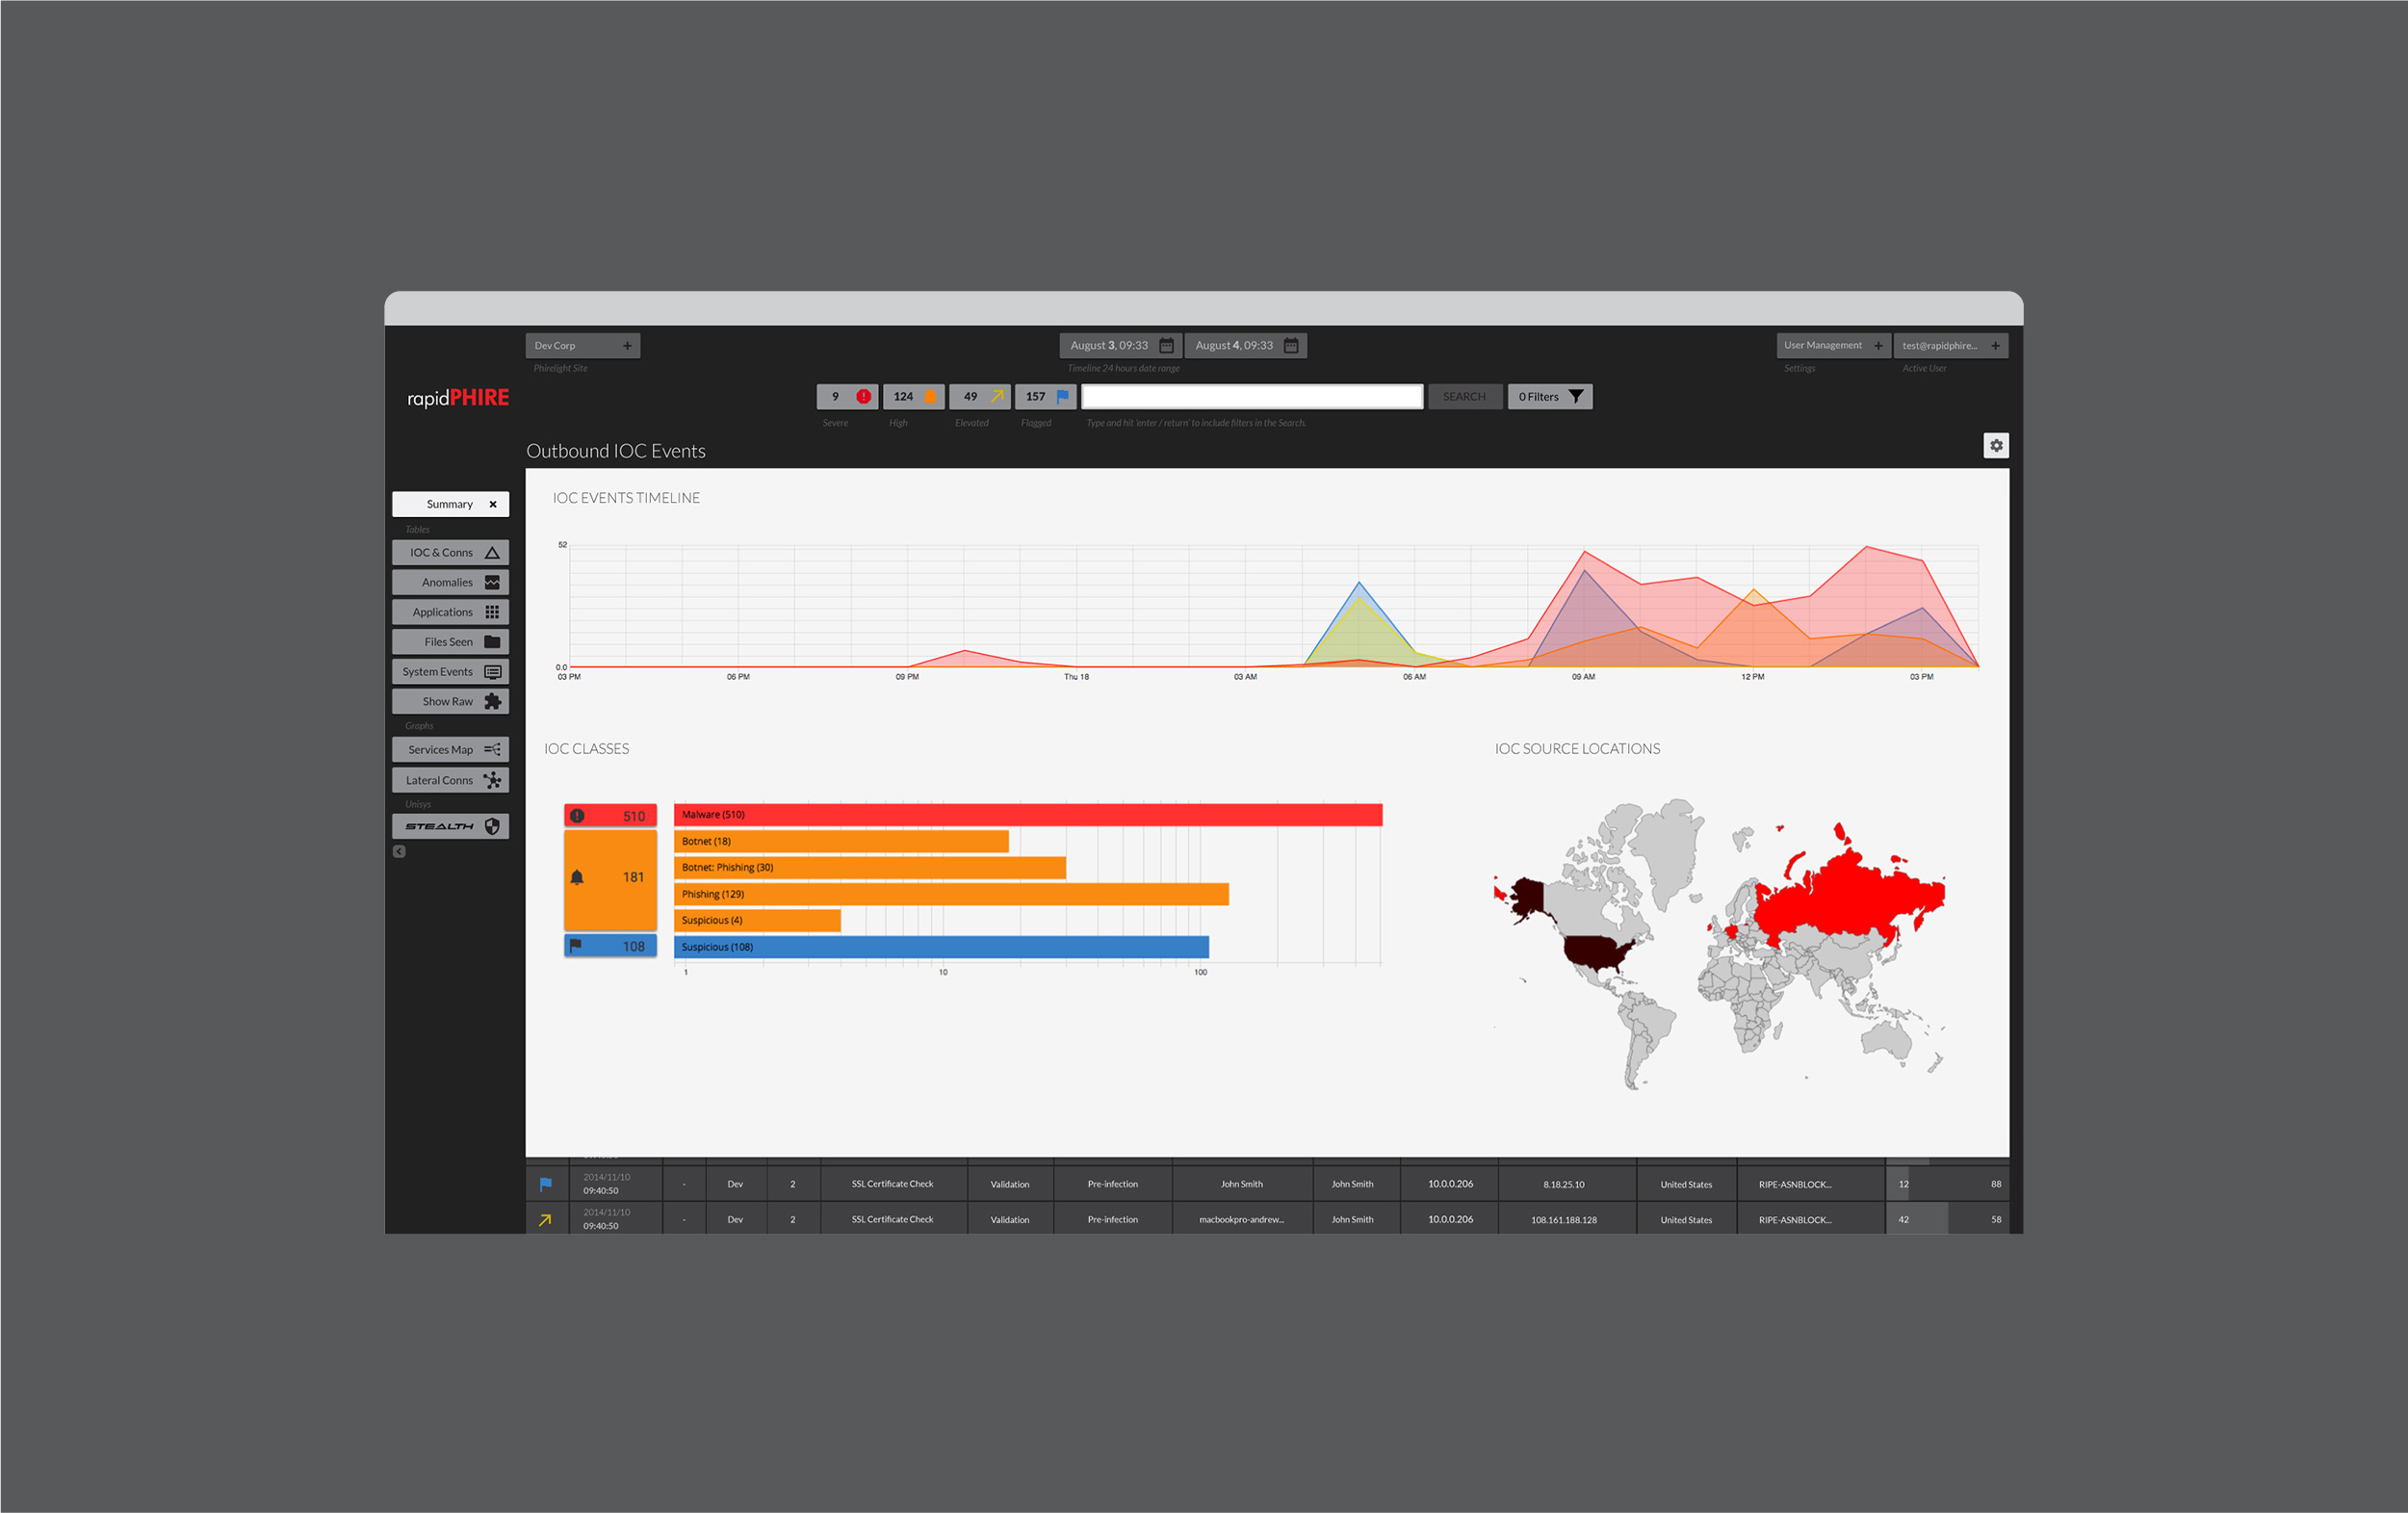 Dev Corp +
Phirelight Site
August 3, 09:33
August 4, 09:33
Timeline 24 hours date range
User Management +
Settings
test@rapidphire... +
Active User
rapidPHIRE
9
Severe
124
High
49
Elevated
157
Flagged
SEARCH
0 Filters
Type and hit 'enter / return' to include filters in the Search.
Outbound IOC Events
Summary ×
Tables
IOC & Conns
Anomalies
Applications
Files Seen
System Events
Show Raw
Graphs
Services Map
Lateral Conns
Unisys
STEALTH
IOC EVENTS TIMELINE
52
0.0
03 PM 06 PM 09 PM Thu 18 03 AM 06 AM 09 AM 12 PM 03 PM
IOC CLASSES
510
181
108
Malware (510)
Botnet (18)
Botnet: Phishing (30)
Phishing (129)
Suspicious (4)
Suspicious (108)
1 10 100
IOC SOURCE LOCATIONS
2014/11/10
09:40:50
- Dev 2 SSL Certificate Check Validation Pre-infection John Smith John Smith 10.0.0.206 8.18.25.10 United States RIPE-ASNBLOCK... 12 88
2014/11/10
09:40:50
- Dev 2 SSL Certificate Check Validation Pre-infection macbookpro-andrew... John Smith 10.0.0.206 108.161.188.128 United States RIPE-ASNBLOCK... 42 58